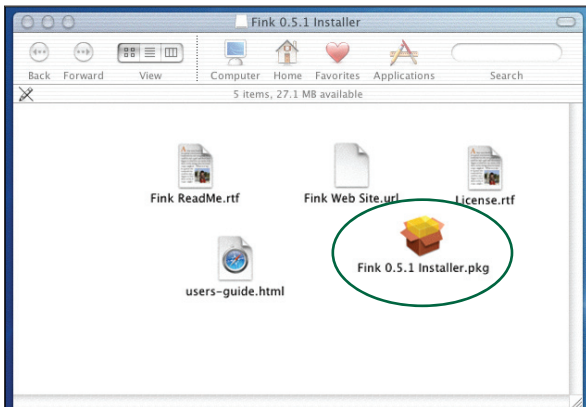 Fink 0.5.1 Installer
Back Forward View Computer Home Favorites Applications Search
5 items, 27.1 MB available
Fink ReadMe.rtf Fink Web Site.url License.rtf
Fink 0.5.1 Installer.pkg
users-guide.html